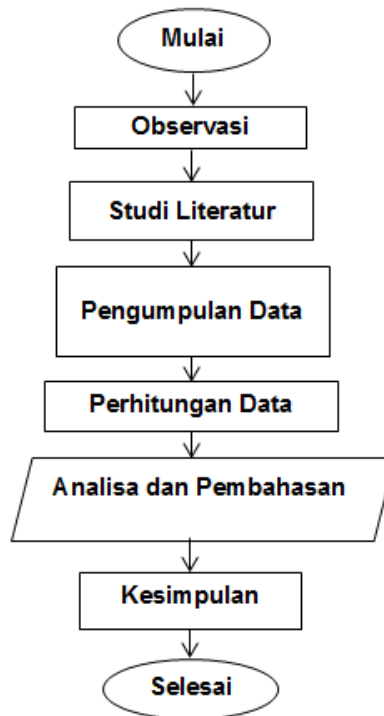 Mulai
Observasi
Studi Literatur
Pengumpulan Data
Perhitungan Data
Analisa dan Pembahasan
Kesimpulan
Selesai